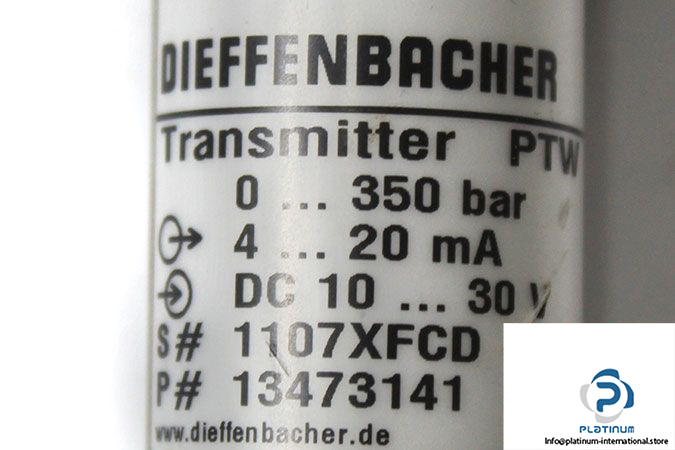 DIEFFENBACHER
Transmitter PTW
0 ... 350 bar
4 ... 20 mA
DC 10 ... 30 V
S# 1107XFCD
P# 13473141
www.dieffenbacher.de
PLATINUM
Info@platinum-international.store